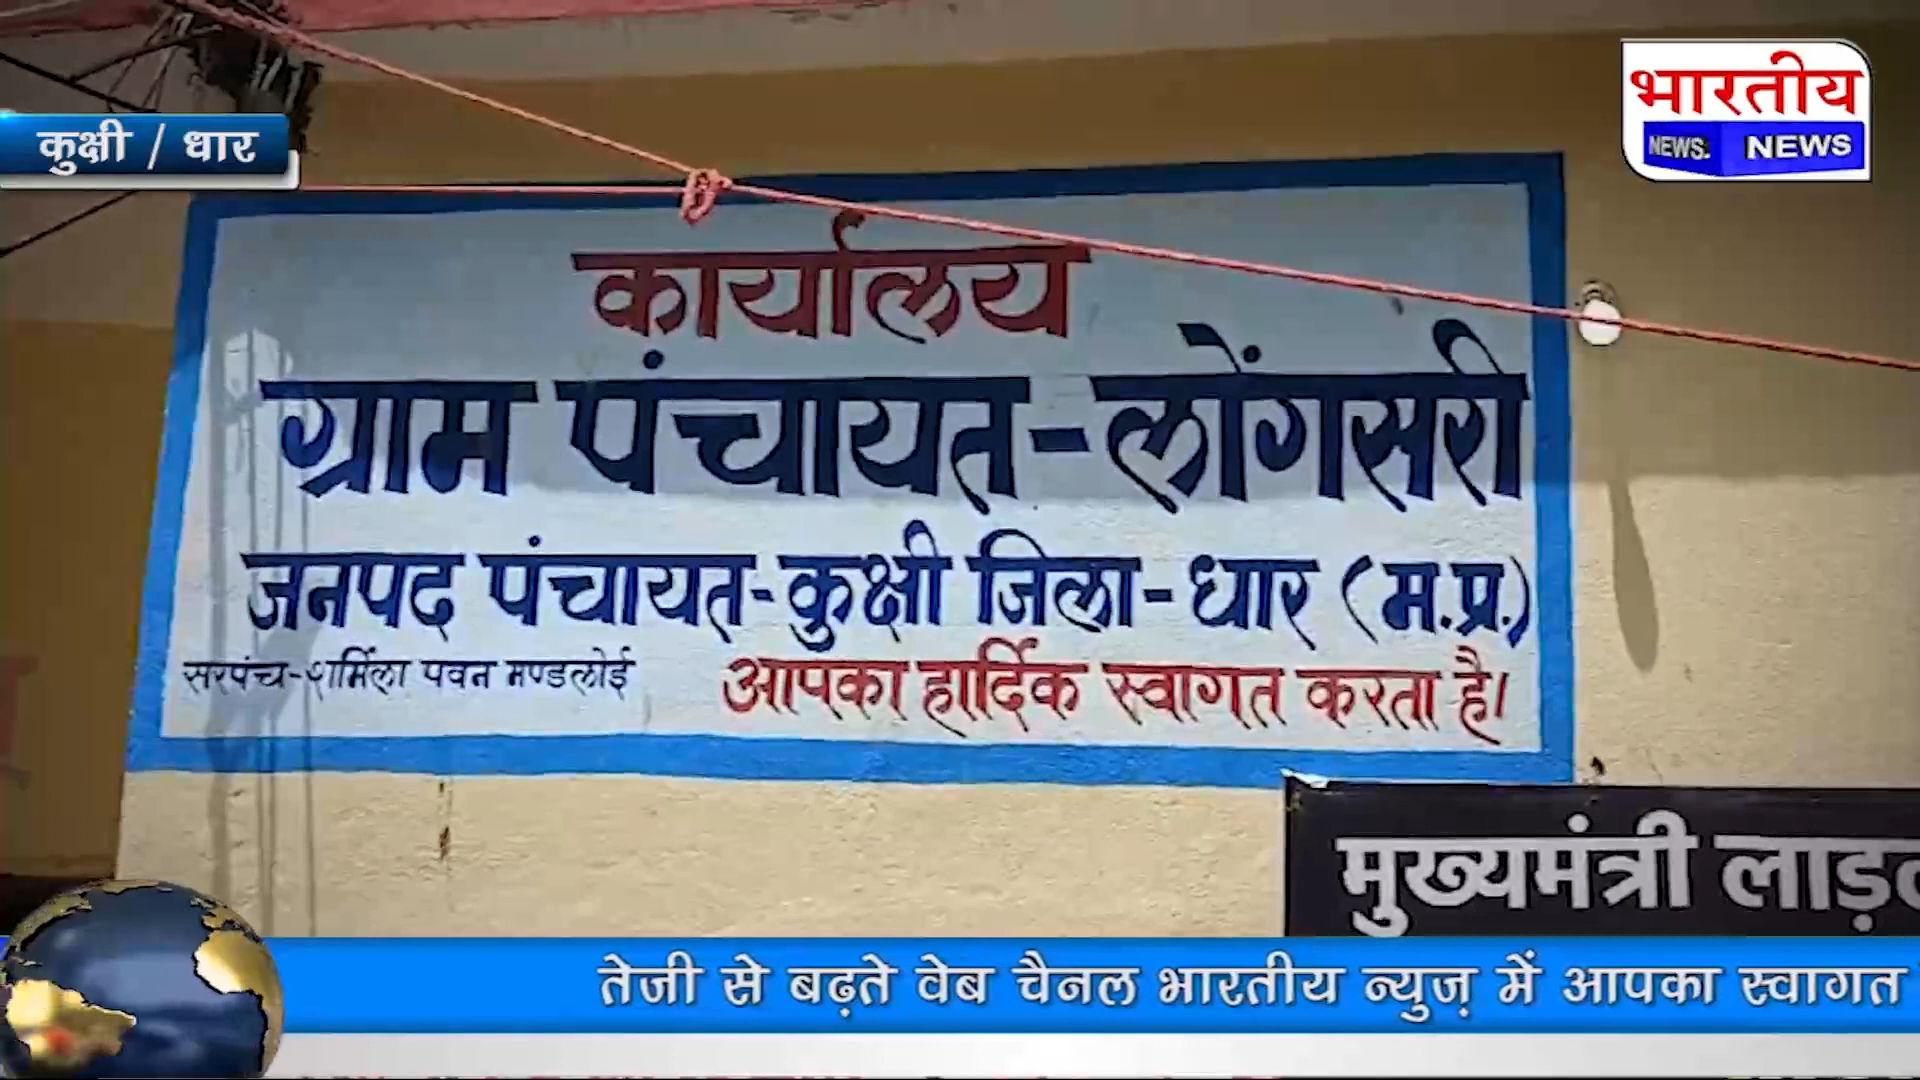 भारतीय
NEWS. NEWS
कुक्षी / धार
कार्यालय
ग्राम पंचायत-लोंगसरी
जनपद पंचायत-कुक्षी जिला-धार (म.प्र.)
सरपंच-शर्मिला पवन मण्डलोई
आपका हार्दिक स्वागत करता है।
मुख्यमंत्री
तेजी से बढ़ते वेब चैनल भारतीय न्युज़ में आपका स्वागत